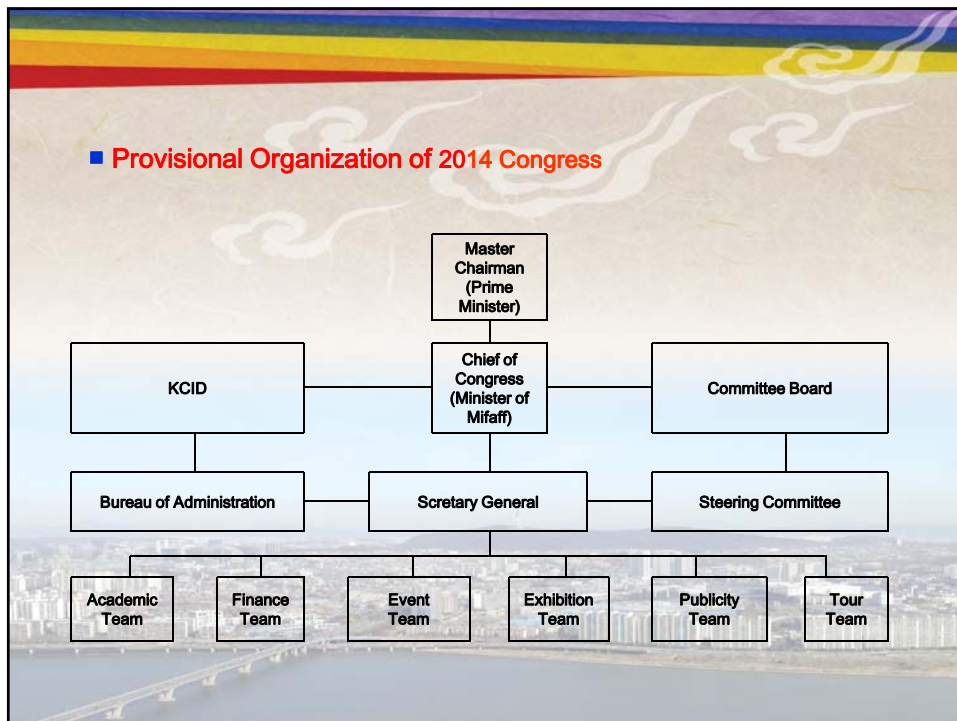 Provisional Organization of 2014 Congress
Master
Chairman
(Prime
Minister)
KCID
Chief of
Congress
(Minister of
Mifaff)
Committee Board
Bureau of Administration
Scretary General
Steering Committee
Academic
Team
Finance
Team
Event
Team
Exhibition
Team
Publicity
Team
Tour
Team